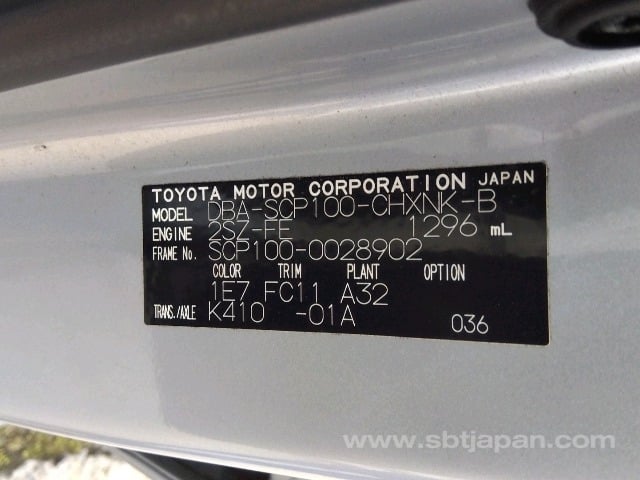 TOYOTA MOTOR CORPORATION JAPAN
MODEL DBA-SCP100-CHXNK-B
ENGINE 2SZ-FE 1296 mL
FRAME No. SCP100-0028902
COLOR TRIM PLANT OPTION
1E7 FC11 A32
TRANS./AXLE K410 -01A 036
www.sbtjapan.com